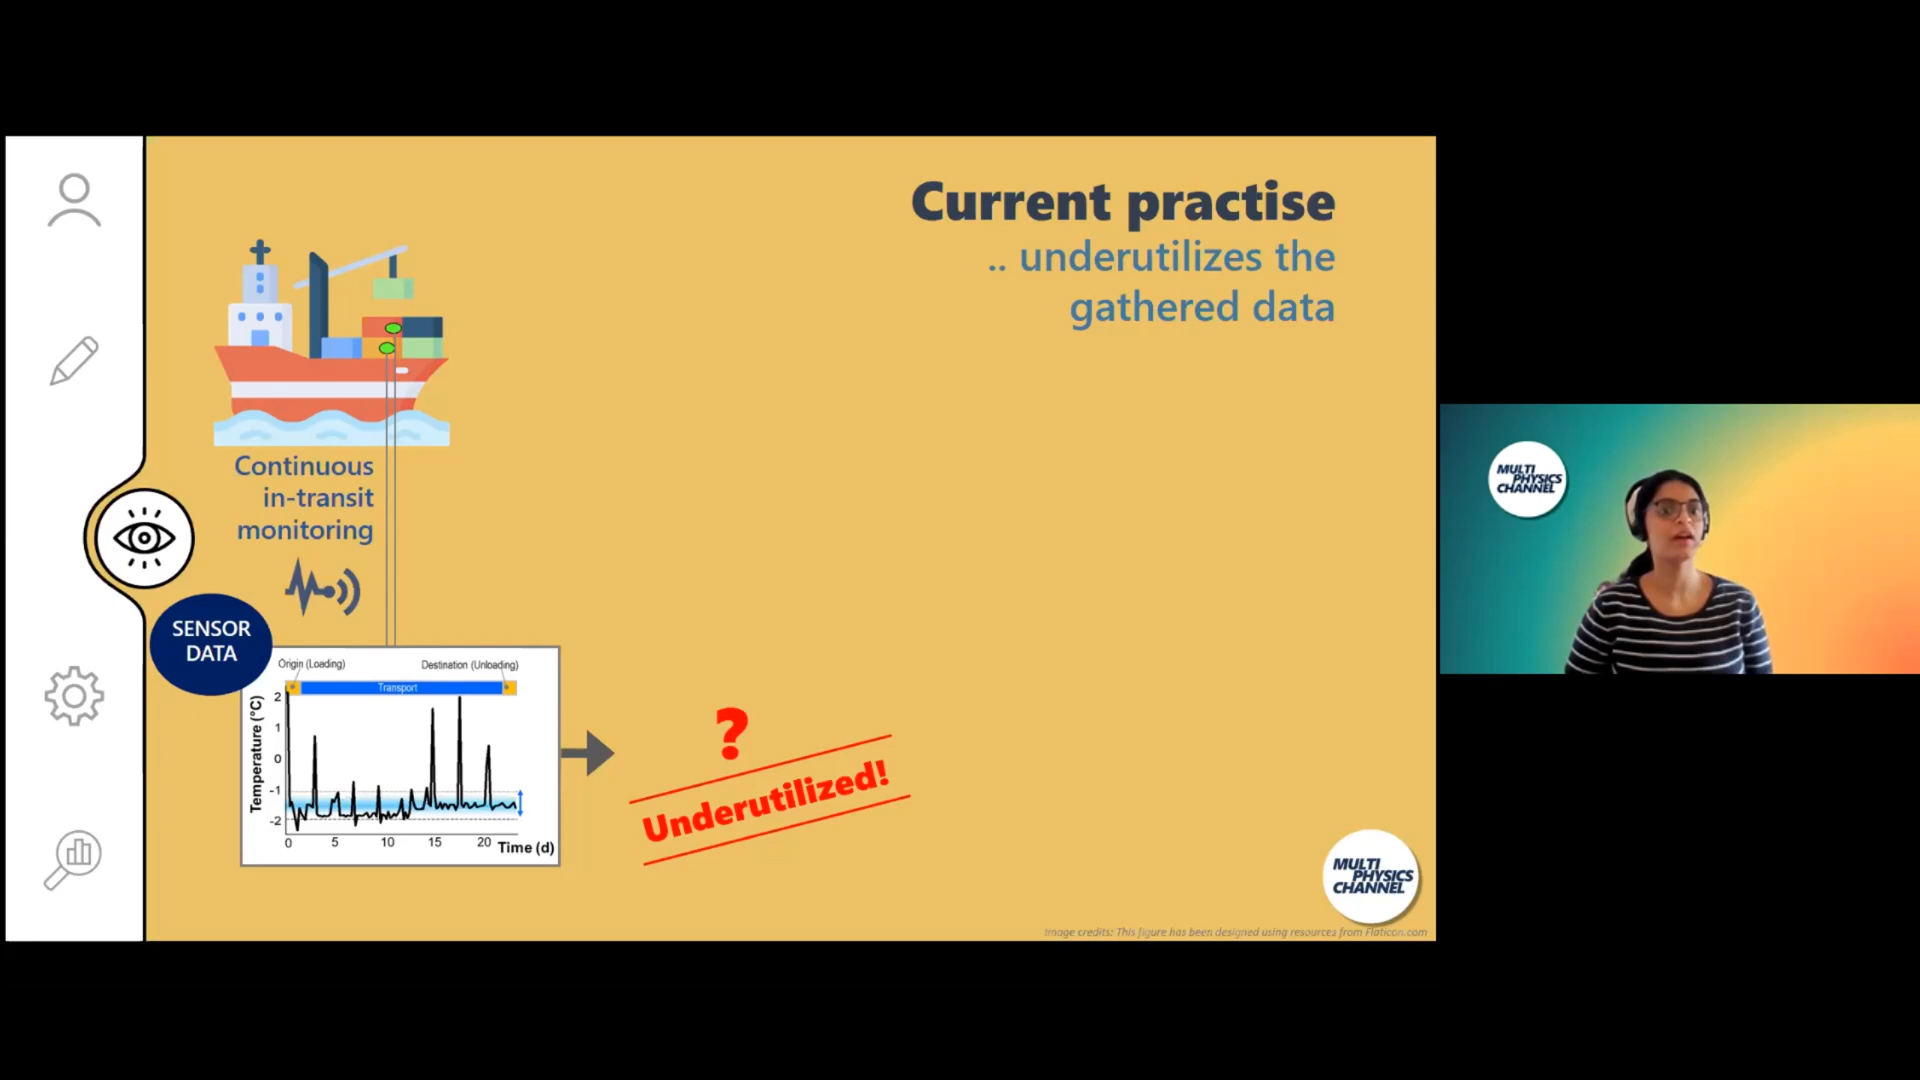 Current practise
.. underutilizes the
gathered data
Continuous
in-transit
monitoring
SENSOR
DATA
Origin (Loading)
Destination (Unloading)
Transport
Temperature (°C)
2
1
0
-1
-2
0
5
10
15
20
Time (d)
?
Underutilized!
MULTI
PHYSICS
CHANNEL
Image credits: This figure has been designed using resources from Flaticon.com
MULTI
PHYSICS
CHANNEL